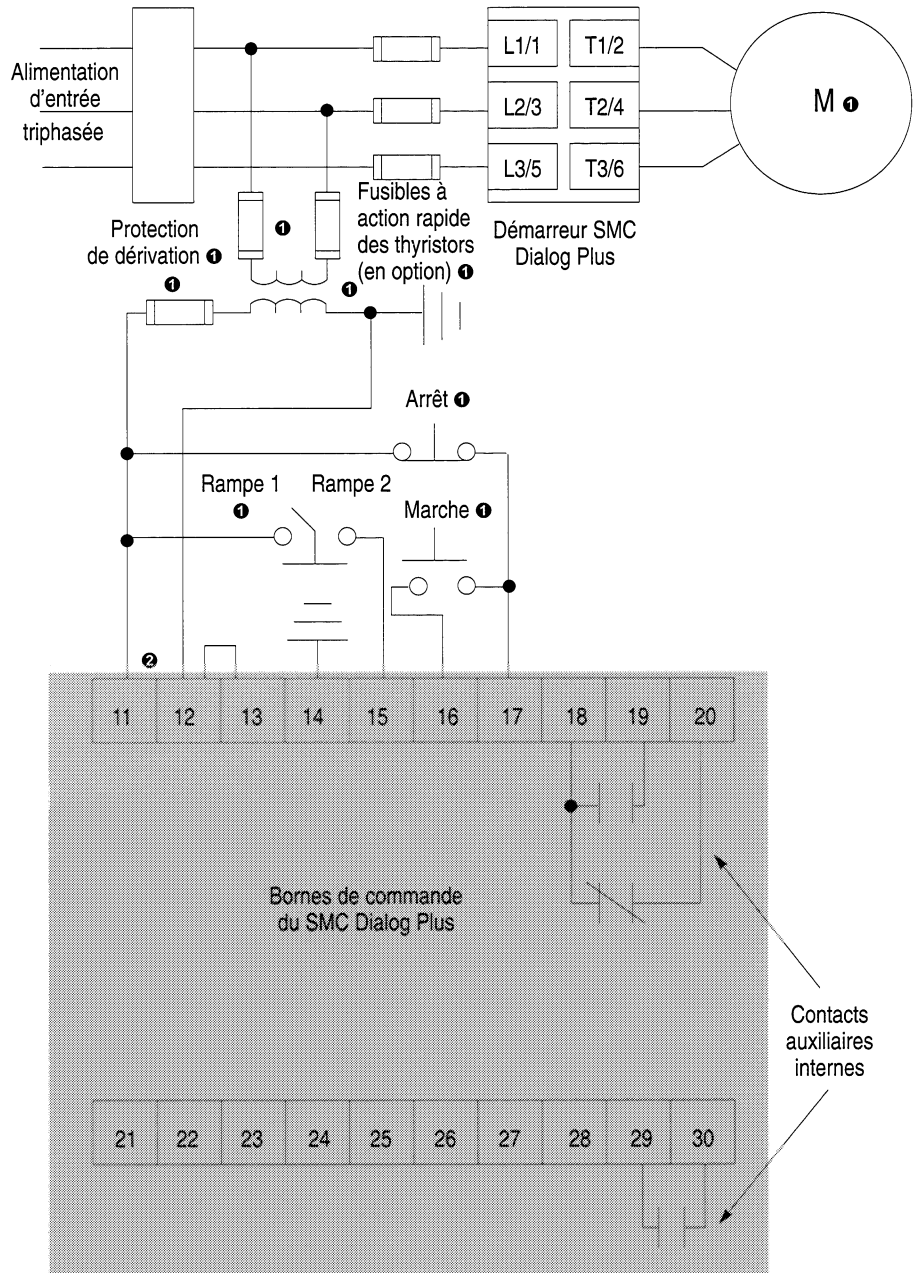 L1/1 T1/2
Alimentation
d'entrée
triphasée
L2/3 T2/4
M ❶
L3/5 T3/6
Fusibles à
action rapide
des thyristors
(en option) ❶
Démarreur SMC
Dialog Plus
Protection
de dérivation ❶
❶
❶
❶
Arrêt ❶
Rampe 1 Rampe 2
❶
Marche ❶
❷
11 12 13 14 15 16 17 18 19 20
Bornes de commande
du SMC Dialog Plus
Contacts
auxiliaires
internes
21 22 23 24 25 26 27 28 29 30